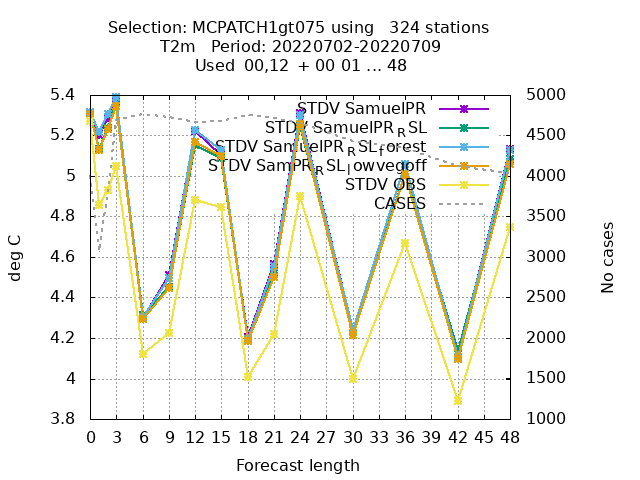 Selection: MCPATCH1gt075 using   324 stations
T2m   Period: 20220702-20220709
Used  00,12  + 00 01 ... 48
STDV SamuelPR
STDV SamuelPR_RSL
STDV SamuelPR_RSL_forest
STDV SamPR_RSL_lowvegoff
STDV OBS
CASES
5.4
5.2
5
4.8
4.6
4.4
4.2
4
3.8
deg C
5000
4500
4000
3500
3000
2500
2000
1500
1000
No cases
0 3 6 9 12 15 18 21 24 27 30 33 36 39 42 45 48
Forecast length